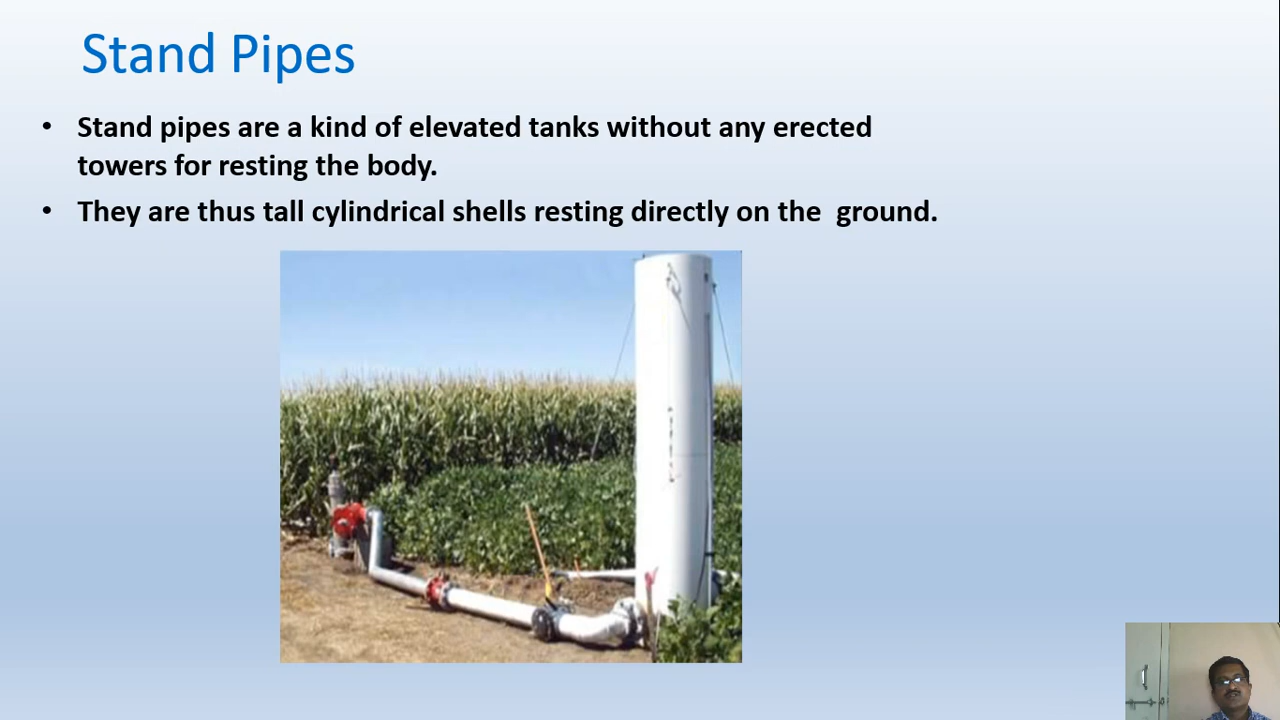 Stand Pipes
• Stand pipes are a kind of elevated tanks without any erected
towers for resting the body.
• They are thus tall cylindrical shells resting directly on the  ground.